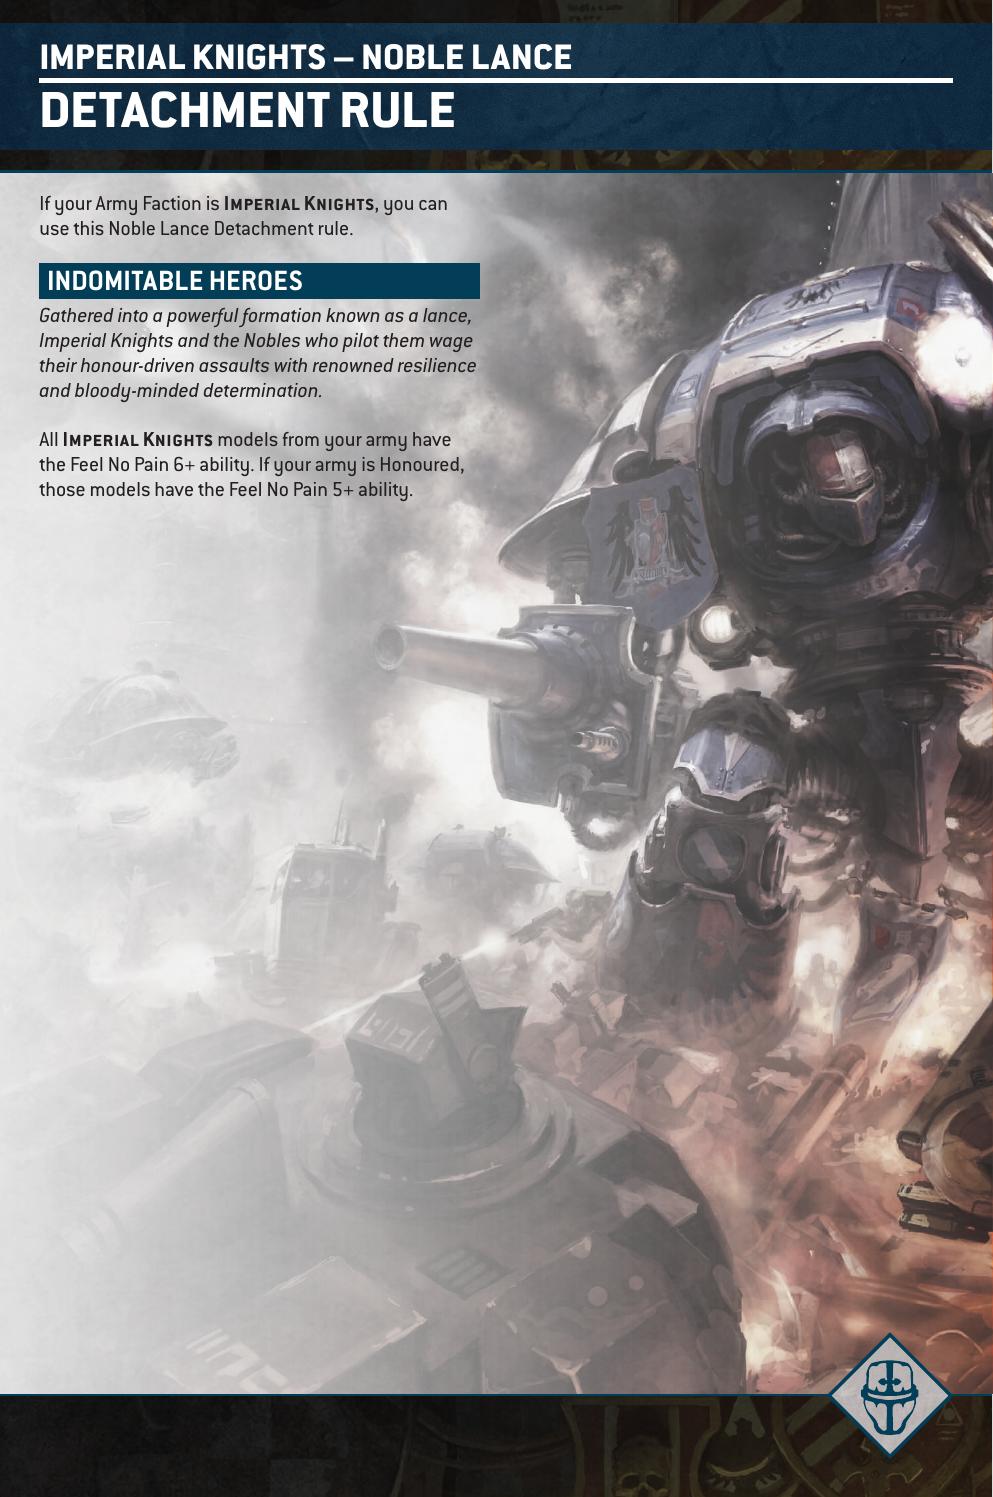 IMPERIAL KNIGHTS – NOBLE LANCE
DETACHMENT RULE
If your Army Faction is IMPERIAL KNIGHTS, you can
use this Noble Lance Detachment rule.
INDOMITABLE HEROES
Gathered into a powerful formation known as a lance,
Imperial Knights and the Nobles who pilot them wage
their honour-driven assaults with renowned resilience
and bloody-minded determination.
All IMPERIAL KNIGHTS models from your army have
the Feel No Pain 6+ ability. If your army is Honoured,
those models have the Feel No Pain 5+ ability.